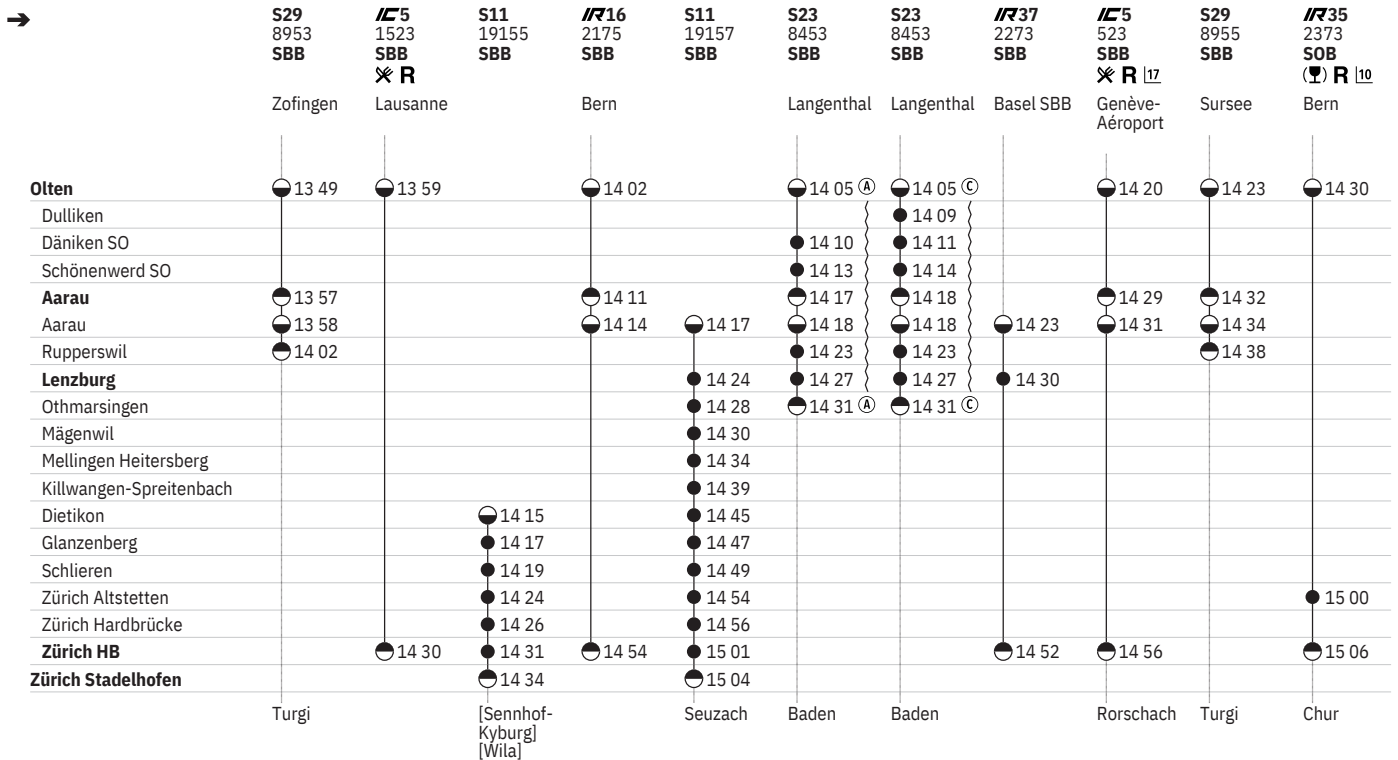 ➔ S29 IC5 S11 IR16 S11 S23 S23 IR37 IC5 S29 IR35
8953 1523 19155 2175 19157 8453 8453 2273 523 8955 2373
SBB SBB SBB SBB SBB SBB SBB SBB SBB SBB SOB
R R 17 R 10
Zofingen Lausanne Bern Langenthal Langenthal Basel SBB Genève- Sursee Bern
Aéroport
Olten 13 49 13 59 14 02 14 05 Ⓐ 14 05 Ⓒ 14 20 14 23 14 30
Dulliken 14 09
Däniken SO 14 10 14 11
Schönenwerd SO 14 13 14 14
Aarau 13 57 14 11 14 17 14 18 14 29 14 32
Aarau 13 58 14 14 14 17 14 18 14 18 14 23 14 31 14 34
Rupperswil 14 02 14 23 14 23 14 38
Lenzburg 14 24 14 27 14 27 14 30
Othmarsingen 14 28 14 31 Ⓐ 14 31 Ⓒ
Mägenwil 14 30
Mellingen Heitersberg 14 34
Killwangen-Spreitenbach 14 39
Dietikon 14 15 14 45
Glanzenberg 14 17 14 47
Schlieren 14 19 14 49
Zürich Altstetten 14 24 14 54 15 00
Zürich Hardbrücke 14 26 14 56
Zürich HB 14 30 14 31 14 54 15 01 14 52 14 56 15 06
Zürich Stadelhofen 14 34 15 04
Turgi [Sennhof- Seuzach Baden Baden Rorschach Turgi Chur
Kyburg]
[Wila]